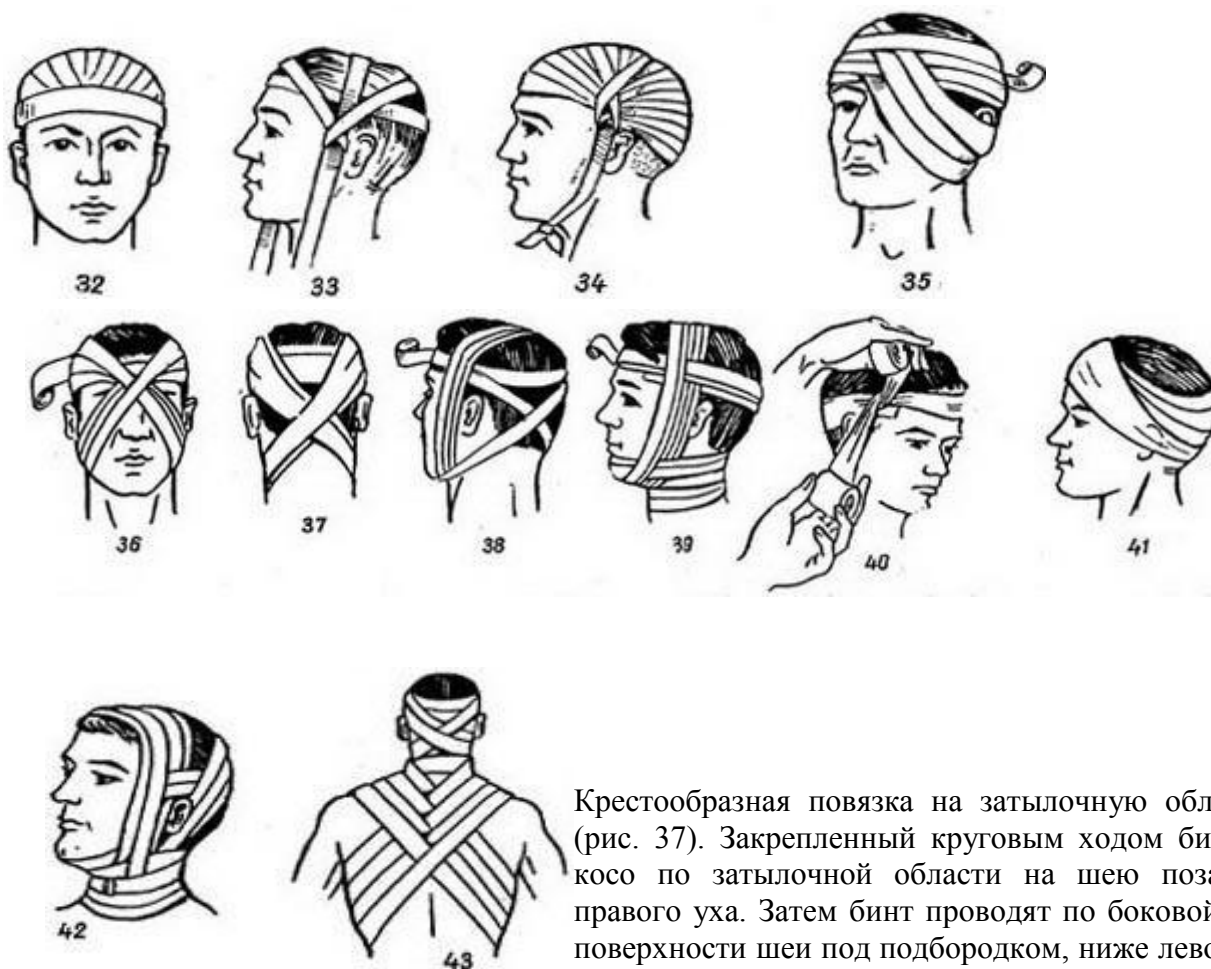 32 33 34 35
36 37 38 39 40 41
42 43
Крестообразная повязка на затылочную обл
(рис. 37). Закрепленный круговым ходом би
косо по затылочной области на шею поза
правого уха. Затем бинт проводят по боковой
поверхности шеи под подбородком, ниже лево